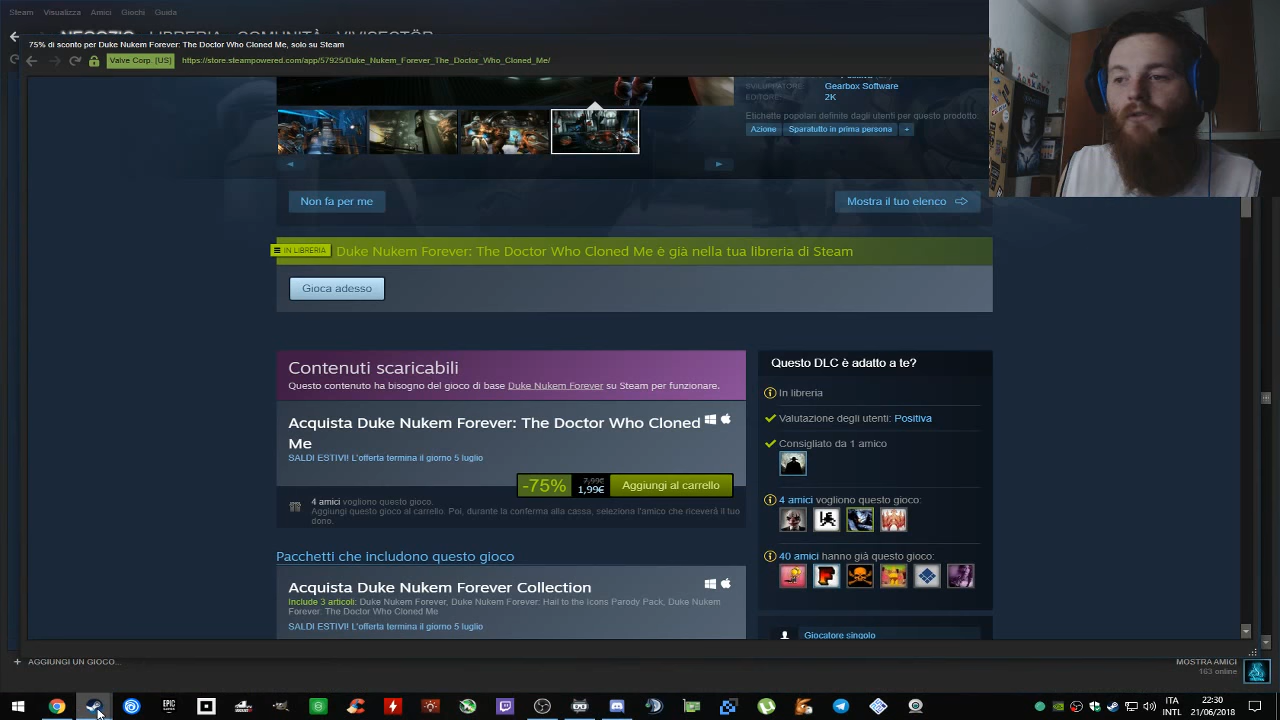 Steam Visualizza Amici Giochi Guida
NEGOZIO LIBRERIA COMUNITÀ
75% di sconto per Duke Nukem Forever: The Doctor Who Cloned Me, solo su Steam
Valve Corp. [US] https://store.steampowered.com/app/57925/Duke_Nukem_Forever_The_Doctor_Who_Cloned_Me/
SVILUPPATORE: Gearbox Software
EDITORE: 2K
Etichette popolari definite dagli utenti per questo prodotto:
Azione Sparatutto in prima persona +
Non fa per me
Mostra il tuo elenco
IN LIBRERIA Duke Nukem Forever: The Doctor Who Cloned Me è già nella tua libreria di Steam
Gioca adesso
Contenuti scaricabili
Questo contenuto ha bisogno del gioco di base Duke Nukem Forever su Steam per funzionare.
Acquista Duke Nukem Forever: The Doctor Who Cloned
Me
SALDI ESTIVI! L'offerta termina il giorno 5 luglio
-75% 7,99€ 1,99€ Aggiungi al carrello
4 amici vogliono questo gioco.
Aggiungi questo gioco al carrello. Poi, durante la conferma alla cassa, seleziona l'amico che riceverà il tuo
dono.
Pacchetti che includono questo gioco
Acquista Duke Nukem Forever Collection
Include 3 articoli: Duke Nukem Forever, Duke Nukem Forever: Hail to the Icons Parody Pack, Duke Nukem
Forever: The Doctor Who Cloned Me
SALDI ESTIVI! L'offerta termina il giorno 5 luglio
Questo DLC è adatto a te?
In libreria
Valutazione degli utenti: Positiva
Consigliato da 1 amico
4 amici vogliono questo gioco:
40 amici hanno già questo gioco:
Giocatore singolo
+ AGGIUNGI UN GIOCO...
MOSTRA AMICI
163 online
EPIC GAMES
ITA
INTL
22:30
21/06/2018